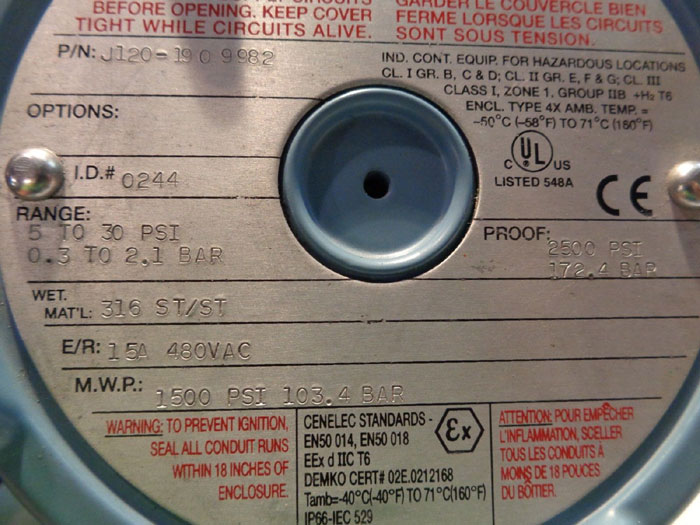 BEFORE OPENING. KEEP COVER
TIGHT WHILE CIRCUITS ALIVE.
GARDER LE COUVERCLE BIEN
FERME LORSQUE LES CIRCUITS
SONT SOUS TENSION.
P/N: J120-190 9982
IND. CONT. EQUIP. FOR HAZARDOUS LOCATIONS
CL. I GR. B, C & D; CL. II GR. E, F & G; CL. III
CLASS I, ZONE 1, GROUP IIB +H₂ T6
ENCL. TYPE 4X AMB. TEMP. =
-50°C (-58°F) TO 71°C (160°F)
OPTIONS:
C UL US
LISTED 548A
CE
I.D.# 0244
RANGE:
5 TO 30 PSI
0.3 TO 2.1 BAR
PROOF: 2500 PSI
172.4 BAR
WET.
MAT'L: 316 ST/ST
E/R: 15A 480VAC
M.W.P.: 1500 PSI 103.4 BAR
WARNING: TO PREVENT IGNITION,
SEAL ALL CONDUIT RUNS
WITHIN 18 INCHES OF
ENCLOSURE.
CENELEC STANDARDS -
EN50 014, EN50 018
EEx d IIC T6
DEMKO CERT# 02E.0212168
Tamb=-40°C(-40°F) TO 71°C(160°F)
IP66-IEC 529
Ex
ATTENTION: POUR EMPÊCHER
L'INFLAMMATION, SCELLER
TOUS LES CONDUITS À
MOINS DE 18 POUCES
DU BÔITIER.